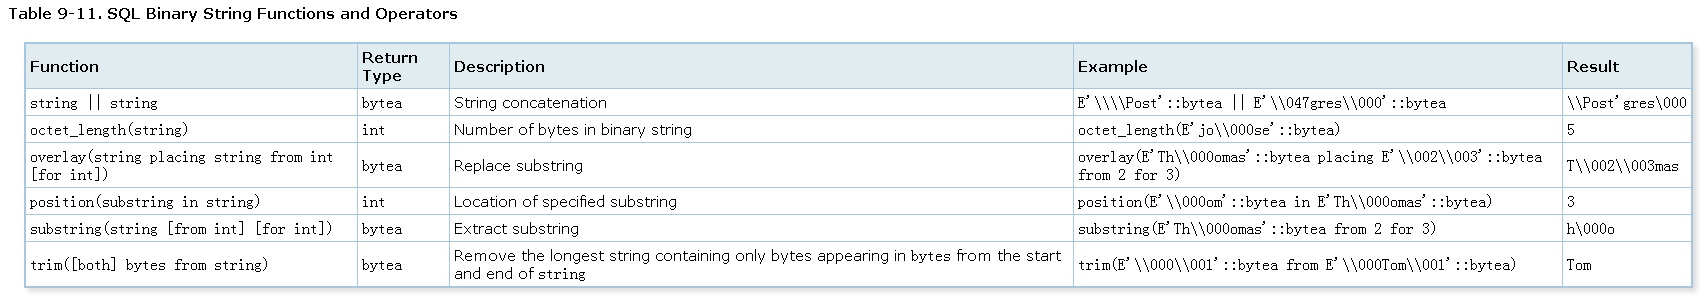 Table 9-11. SQL Binary String Functions and Operators
Function Return Type Description Example Result
string || string bytea String concatenation E'\\\\Post'::bytea || E'\\047gres\\000'::bytea \\Post'gres\000
octet_length(string) int Number of bytes in binary string octet_length(E'jo\\000se'::bytea) 5
overlay(string placing string from int [for int]) bytea Replace substring overlay(E'Th\\000omas'::bytea placing E'\\002\\003'::bytea from 2 for 3) T\\002\\003mas
position(substring in string) int Location of specified substring position(E'\\000om'::bytea in E'Th\\000omas'::bytea) 3
substring(string [from int] [for int]) bytea Extract substring substring(E'Th\\000omas'::bytea from 2 for 3) h\000o
trim([both] bytes from string) bytea Remove the longest string containing only bytes appearing in bytes from the start and end of string trim(E'\\000\\001'::bytea from E'\\000Tom\\001'::bytea) Tom